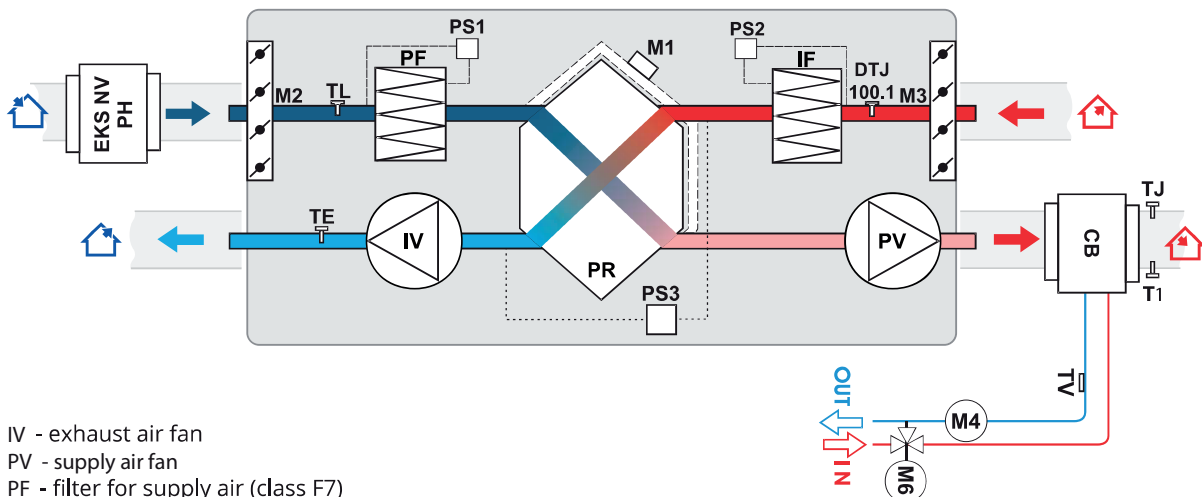 PS1
PS2
M1
PF
IF
DTJ
100.1
M2
TL
M3
EKS NV
PH
TE
IV
PR
PV
PS3
CB
TJ
T1
TV
OUT
M4
IN
M6
IV - exhaust air fan
PV - supply air fan
PF - filter for supply air (class F7)